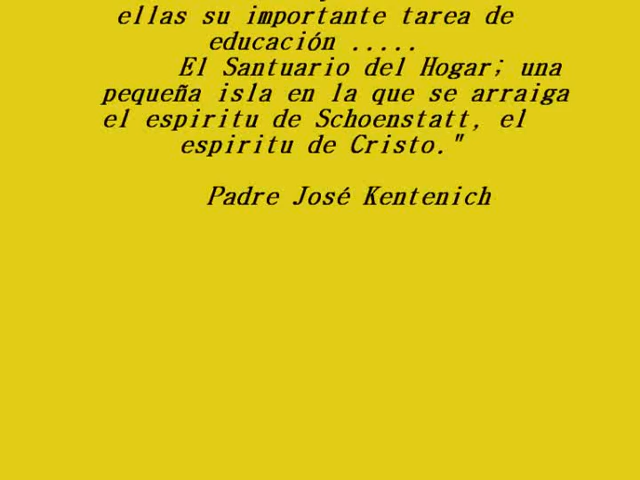 ellas su importante tarea de
educación .....
El Santuario del Hogar; una
pequeña isla en la que se arraiga
el espiritu de Schoenstatt, el
espiritu de Cristo."
Padre José Kentenich